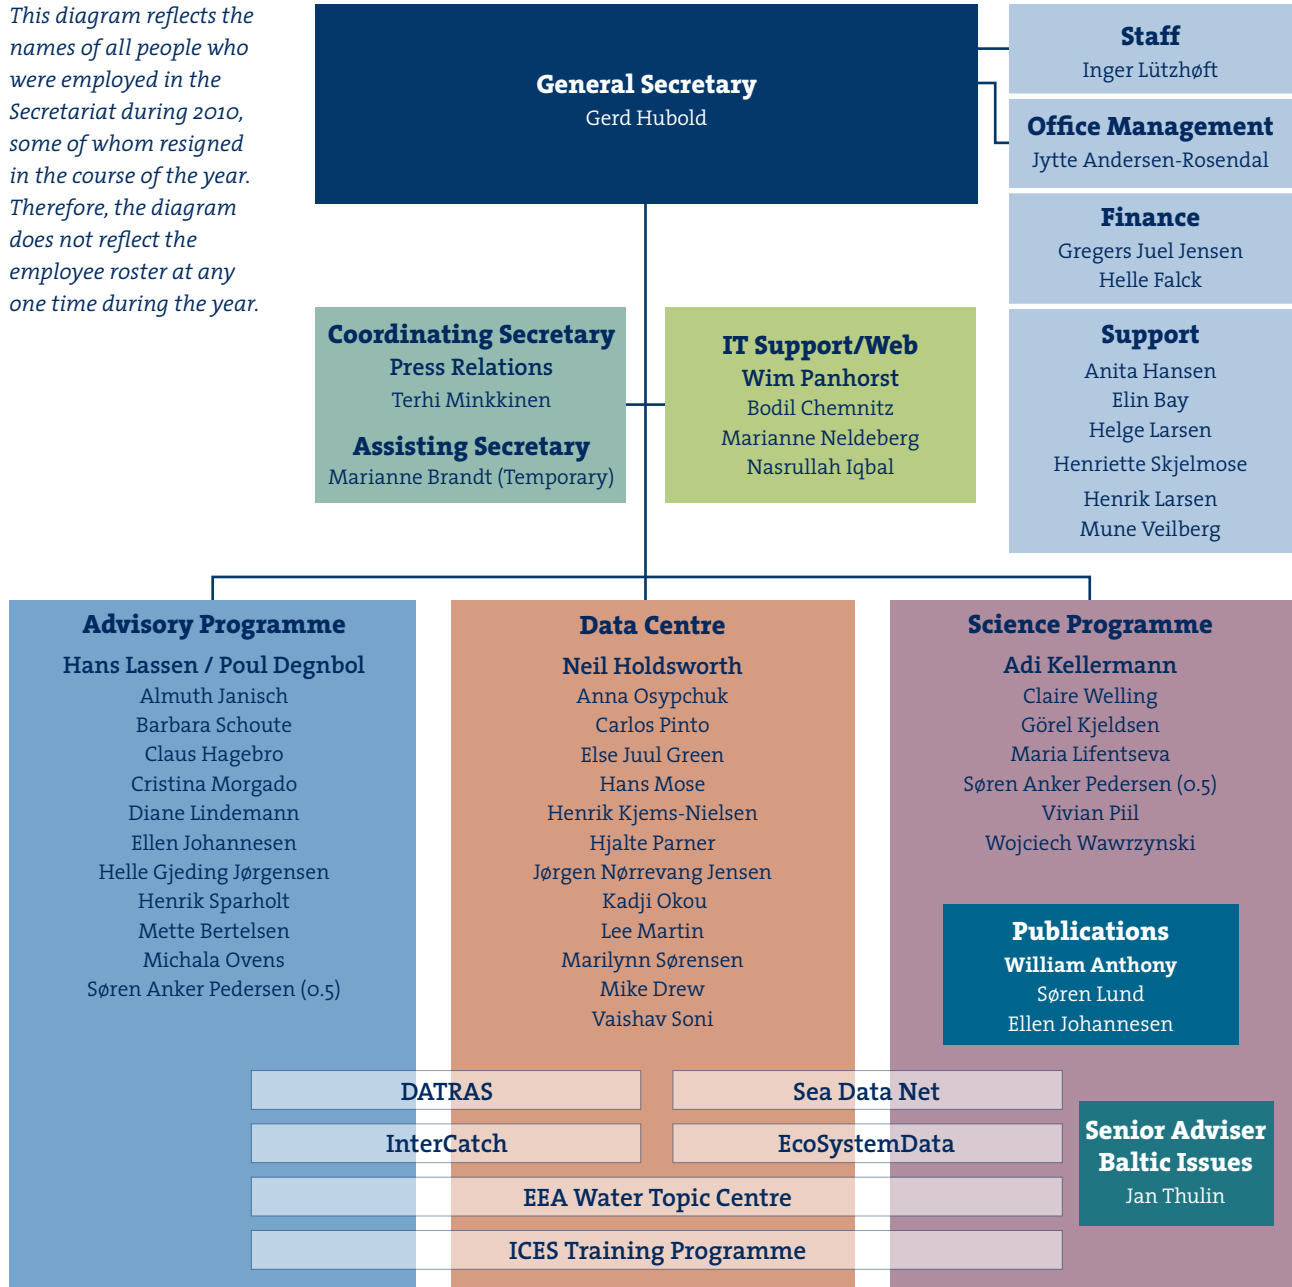 This diagram reflects the
names of all people who
were employed in the
Secretariat during 2010,
some of whom resigned
in the course of the year.
Therefore, the diagram
does not reflect the
employee roster at any
one time during the year.
General Secretary
Gerd Hubold
Staff
Inger Lützhøft
Office Management
Jytte Andersen-Rosendal
Finance
Gregers Juel Jensen
Helle Falck
Support
Anita Hansen
Elin Bay
Helge Larsen
Henriette Skjelmose
Henrik Larsen
Mune Veilberg
Coordinating Secretary
Press Relations
Terhi Minkkinen
Assisting Secretary
Marianne Brandt (Temporary)
IT Support/Web
Wim Panhorst
Bodil Chemnitz
Marianne Neldeberg
Nasrullah Iqbal
Advisory Programme
Hans Lassen / Poul Degnbol
Almuth Janisch
Barbara Schoute
Claus Hagebro
Cristina Morgado
Diane Lindemann
Ellen Johannesen
Helle Gjeding Jørgensen
Henrik Sparholt
Mette Bertelsen
Michala Ovens
Søren Anker Pedersen (0.5)
Data Centre
Neil Holdsworth
Anna Osypchuk
Carlos Pinto
Else Juul Green
Hans Mose
Henrik Kjems-Nielsen
Hjalte Parner
Jørgen Nørrevang Jensen
Kadji Okou
Lee Martin
Marilynn Sørensen
Mike Drew
Vaishav Soni
Science Programme
Adi Kellermann
Claire Welling
Görel Kjeldsen
Maria Lifentseva
Søren Anker Pedersen (0.5)
Vivian Piil
Wojciech Wawrzynski
Publications
William Anthony
Søren Lund
Ellen Johannesen
DATRAS
Sea Data Net
InterCatch
EcoSystemData
EEA Water Topic Centre
ICES Training Programme
Senior Adviser
Baltic Issues
Jan Thulin